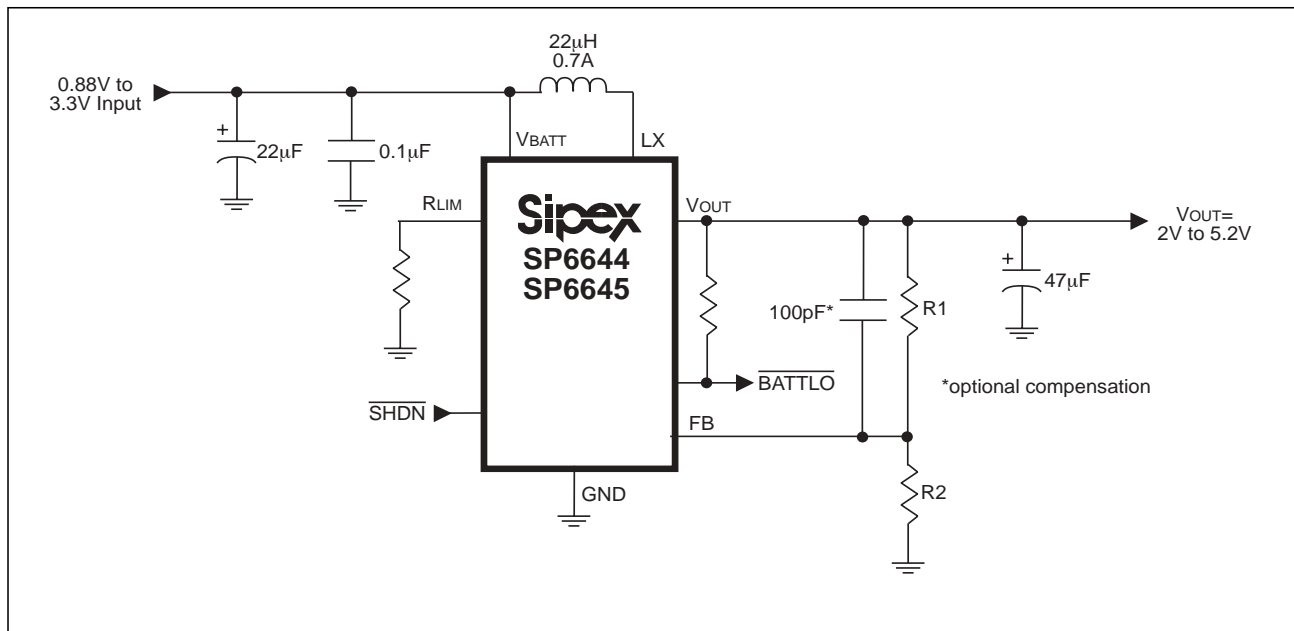 22µH
0.7A
0.88V to
3.3V Input
+
22µF
0.1µF
VBATT
LX
RLIM
Sipex
SP6644
SP6645
VOUT
VOUT=
2V to 5.2V
+
47µF
100pF*
R1
BATTLO
*optional compensation
SHDN
FB
R2
GND